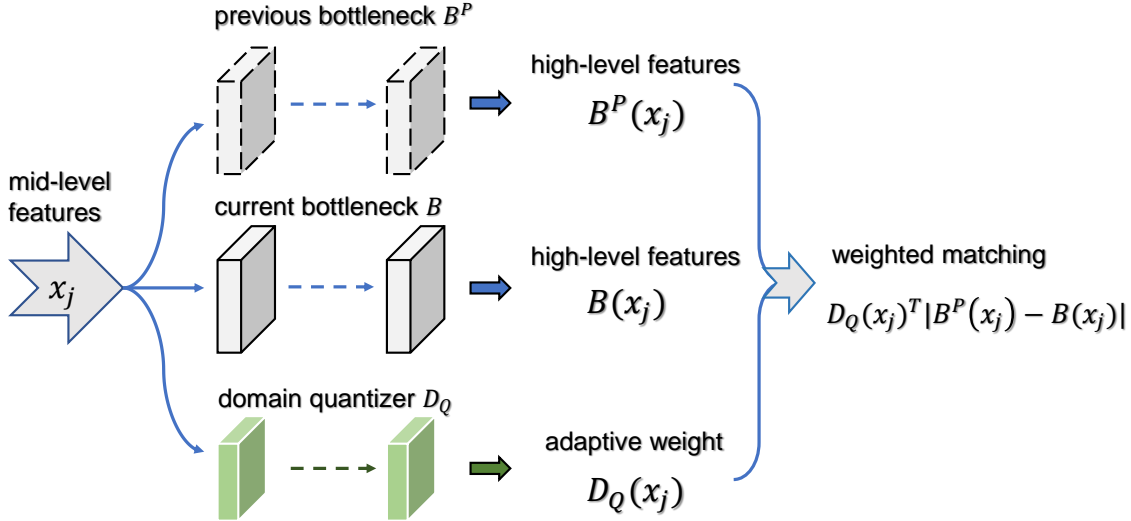 previous bottleneck B^P
high-level features
B^P(x_j)
mid-level
features
x_j
current bottleneck B
high-level features
B(x_j)
weighted matching
D_Q(x_j)^T|B^P(x_j) − B(x_j)|
domain quantizer D_Q
adaptive weight
D_Q(x_j)